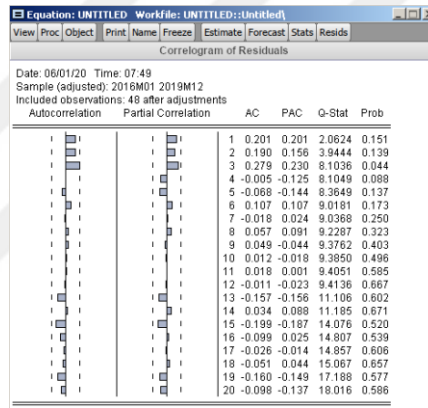 Equation: UNTITLED Workfile: UNTITLED::Untitled\
View Proc Object Print Name Freeze Estimate Forecast Stats Resids
Correlogram of Residuals
Date: 06/01/20 Time: 07:49
Sample (adjusted): 2016M01 2019M12
Included observations: 48 after adjustments
Autocorrelation Partial Correlation AC PAC Q-Stat Prob
1 0.201 0.201 2.0624 0.151
2 0.190 0.156 3.9444 0.139
3 0.279 0.230 8.1036 0.044
4 -0.005 -0.125 8.1049 0.088
5 -0.068 -0.144 8.3649 0.137
6 0.107 0.107 9.0181 0.173
7 -0.018 0.024 9.0368 0.250
8 0.057 0.091 9.2287 0.323
9 0.049 -0.044 9.3762 0.403
10 0.012 -0.018 9.3850 0.496
11 0.018 0.001 9.4051 0.585
12 -0.011 -0.023 9.4136 0.667
13 -0.157 -0.156 11.106 0.602
14 0.034 0.088 11.185 0.671
15 -0.199 -0.187 14.076 0.520
16 -0.099 0.025 14.807 0.539
17 -0.026 -0.014 14.857 0.606
18 -0.051 0.044 15.067 0.657
19 -0.160 -0.149 17.188 0.577
20 -0.098 -0.137 18.016 0.586